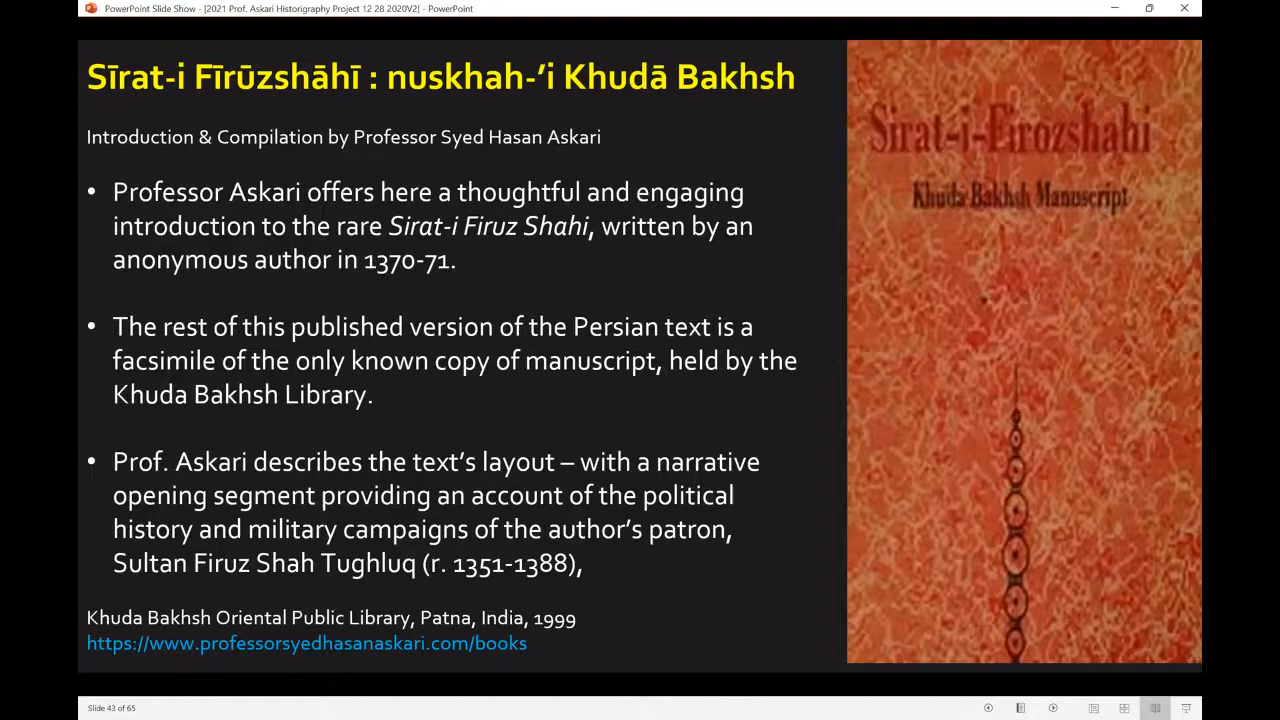 PowerPoint Slide Show - [2021 Prof. Askari Historigraphy Project 12 28 2020V2] - PowerPoint
Sīrat-i Fīrūzshāhī : nuskhah-’i Khudā Bakhsh
Introduction & Compilation by Professor Syed Hasan Askari
• Professor Askari offers here a thoughtful and engaging
introduction to the rare Sirat-i Firuz Shahi, written by an
anonymous author in 1370-71.
• The rest of this published version of the Persian text is a
facsimile of the only known copy of manuscript, held by the
Khuda Bakhsh Library.
• Prof. Askari describes the text’s layout – with a narrative
opening segment providing an account of the political
history and military campaigns of the author’s patron,
Sultan Firuz Shah Tughluq (r. 1351-1388),
Khuda Bakhsh Oriental Public Library, Patna, India, 1999
https://www.professorsyedhasanaskari.com/books
Sirat-i-Firozshahi
Khuda Bakhsh Manuscript
Slide 43 of 65